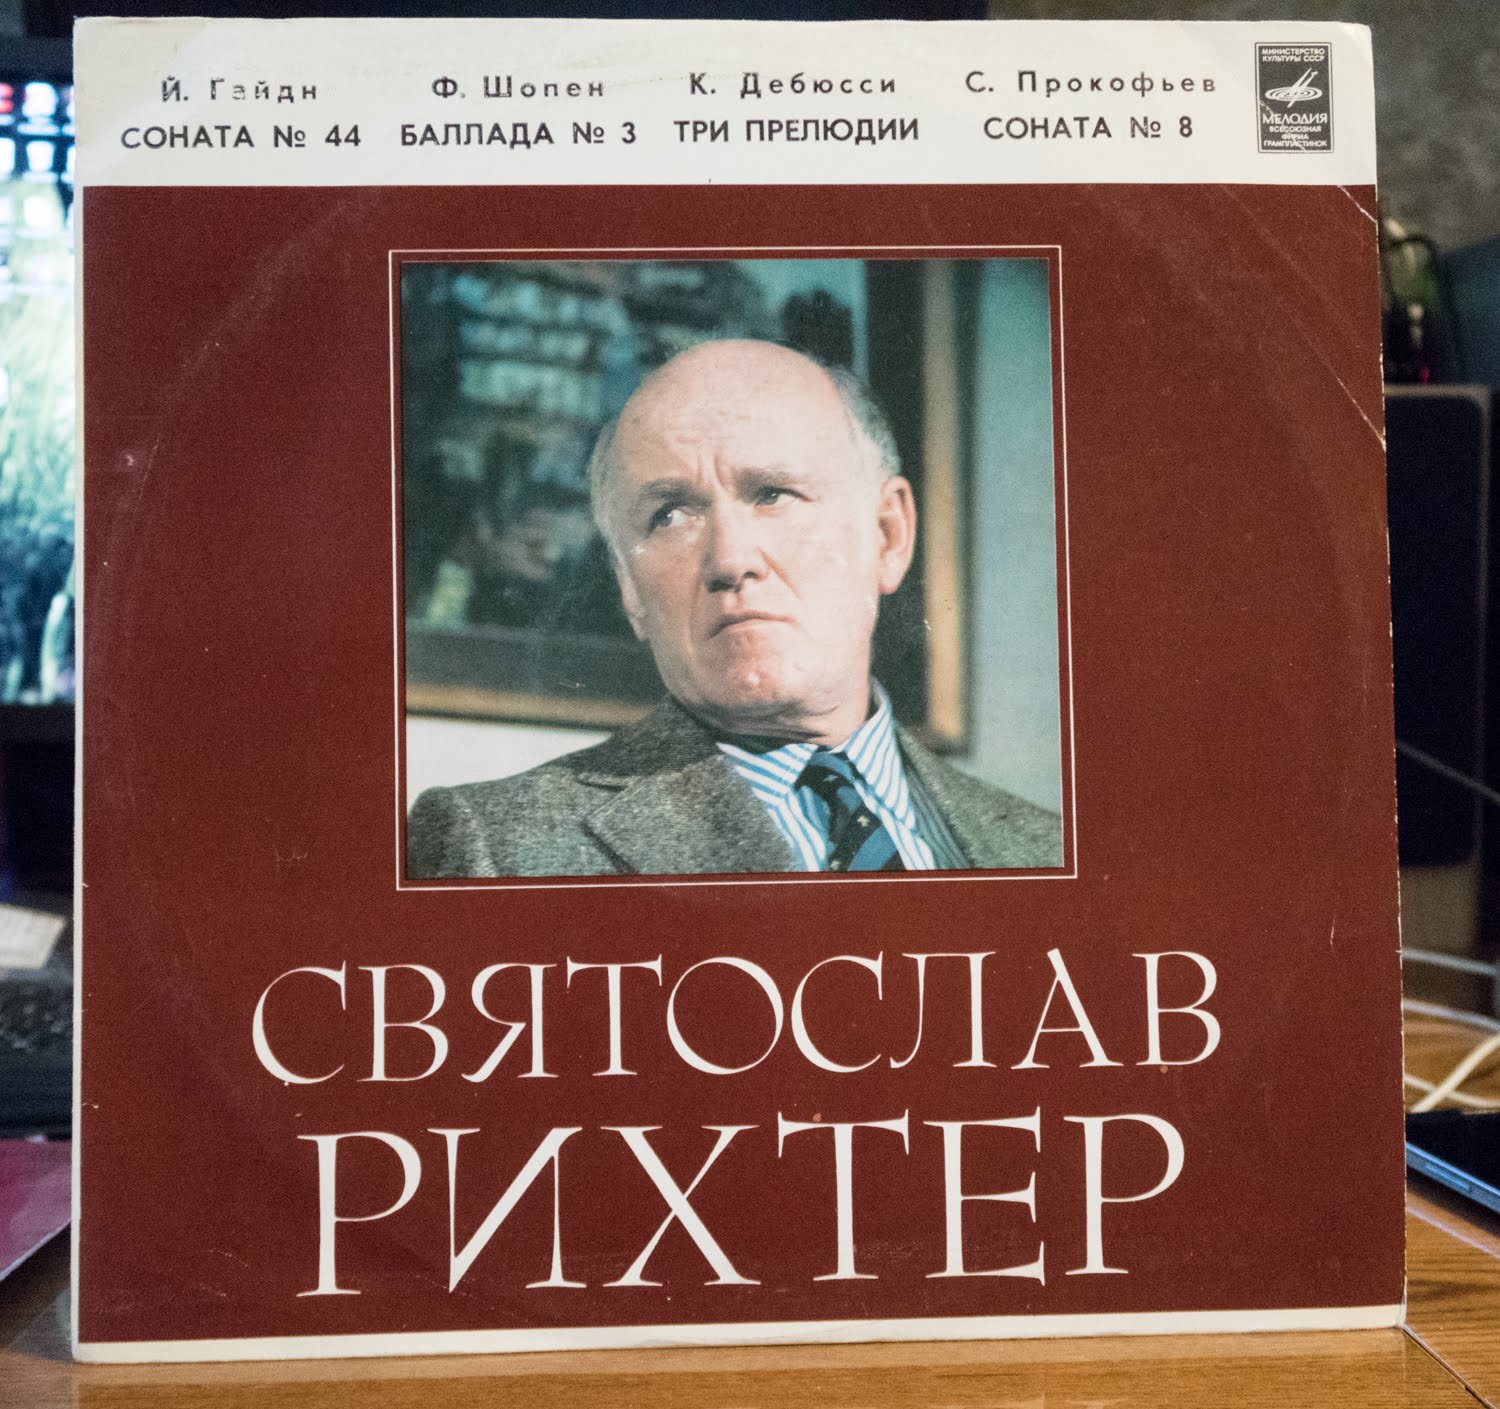 Й. Гайдн
СОНАТА № 44
Ф. Шопен
БАЛЛАДА № 3
К. Дебюсси
ТРИ ПРЕЛЮДИИ
С. Прокофьев
СОНАТА № 8
МИНИСТЕРСТВО
КУЛЬТУРЫ СССР
МЕЛОДИЯ
ВСЕСОЮЗНАЯ
ФИРМА
ГРАМПЛАСТИНОК
СВЯТОСЛАВ
РИХТЕР